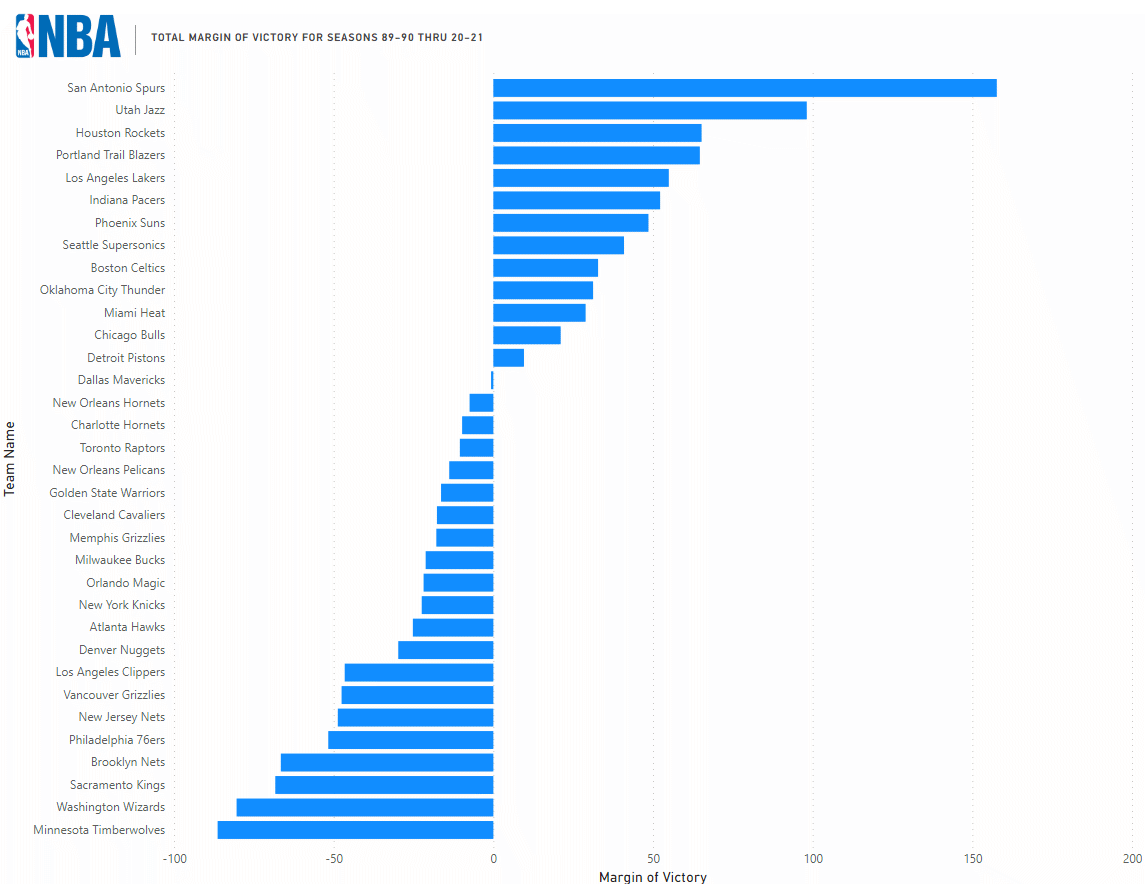 NBA
NBA
TOTAL MARGIN OF VICTORY FOR SEASONS 89-90 THRU 20-21
San Antonio Spurs
Utah Jazz
Houston Rockets
Portland Trail Blazers
Los Angeles Lakers
Indiana Pacers
Phoenix Suns
Seattle Supersonics
Boston Celtics
Oklahoma City Thunder
Miami Heat
Chicago Bulls
Detroit Pistons
Dallas Mavericks
New Orleans Hornets
Charlotte Hornets
Toronto Raptors
New Orleans Pelicans
Golden State Warriors
Cleveland Cavaliers
Memphis Grizzlies
Milwaukee Bucks
Orlando Magic
New York Knicks
Atlanta Hawks
Denver Nuggets
Los Angeles Clippers
Vancouver Grizzlies
New Jersey Nets
Philadelphia 76ers
Brooklyn Nets
Sacramento Kings
Washington Wizards
Minnesota Timberwolves
Team Name
-100 -50 0 50 100 150 200
Margin of Victory